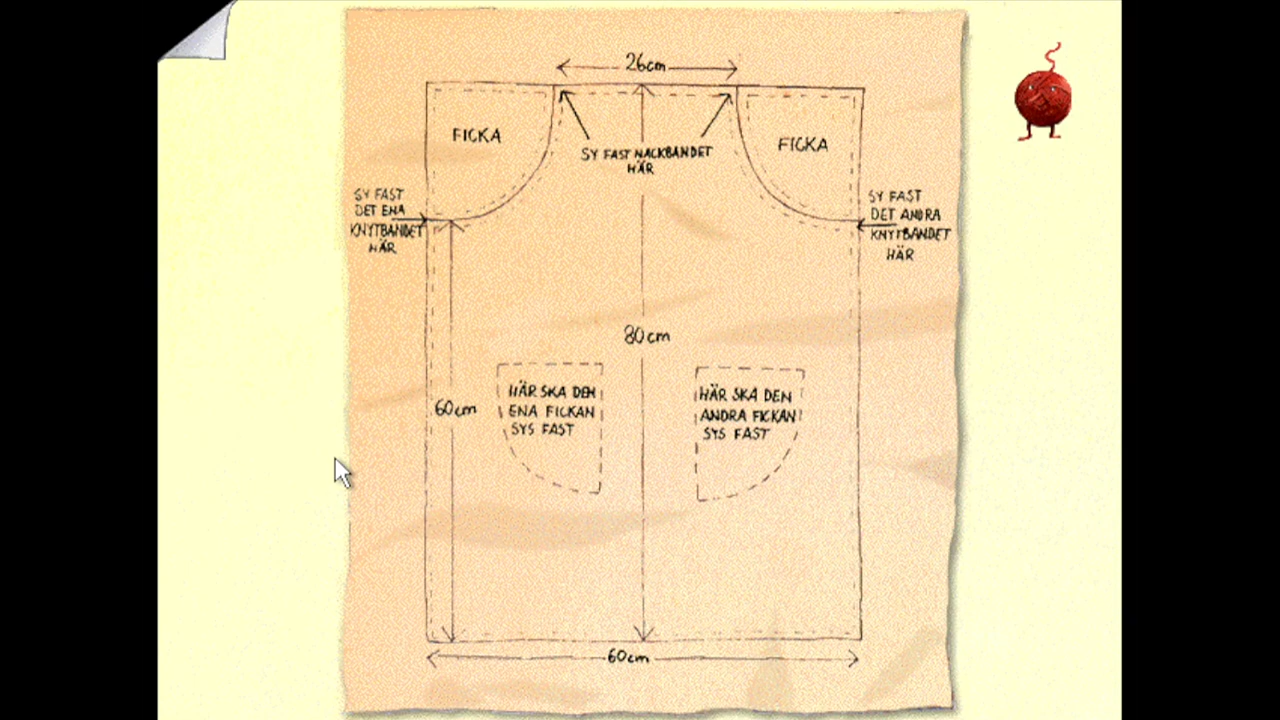 26cm
FICKA
FICKA
SY FAST NACKBANDET
HÄR
SY FAST
DET ENA
KNYTBANDET
HÄR
SY FAST
DET ANDRA
KNYTBANDET
HÄR
80cm
60cm
HÄR SKA DEN
ENA FICKAN
SYS FAST
HÄR SKA DEN
ANDRA FICKAN
SYS FAST
60cm